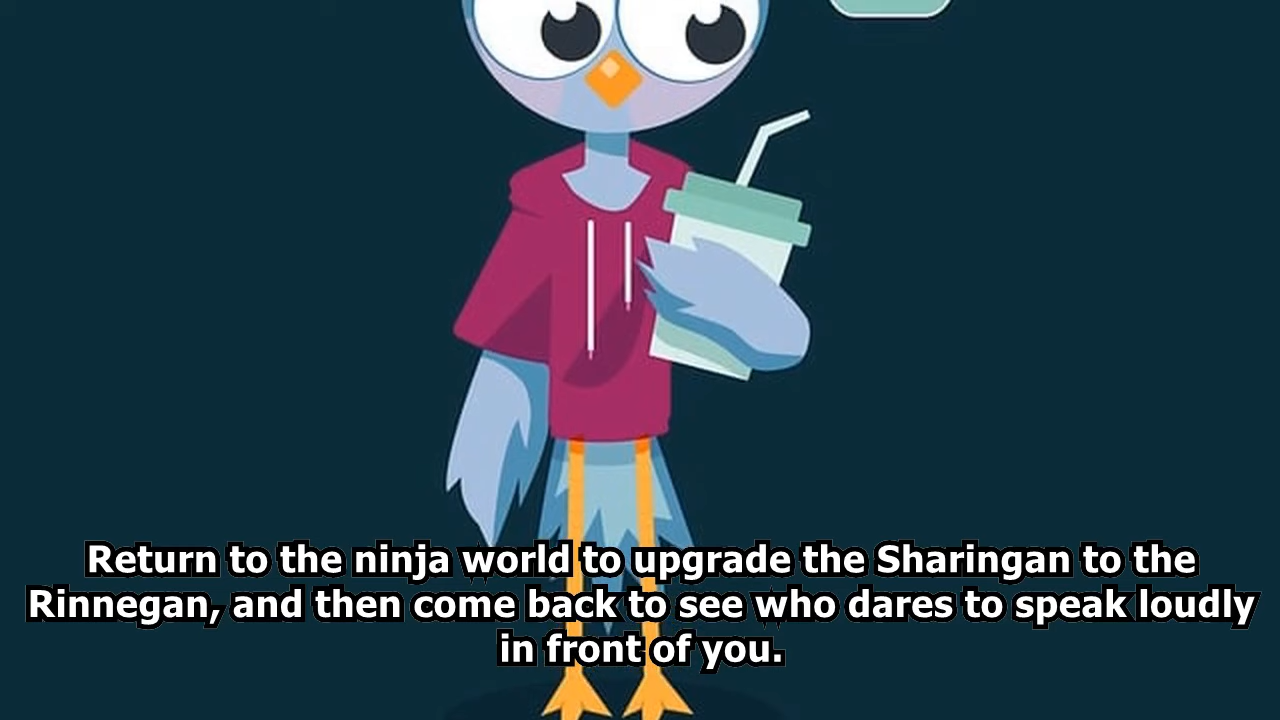 Return to the ninja world to upgrade the Sharingan to the
Rinnegan, and then come back to see who dares to speak loudly
in front of you.